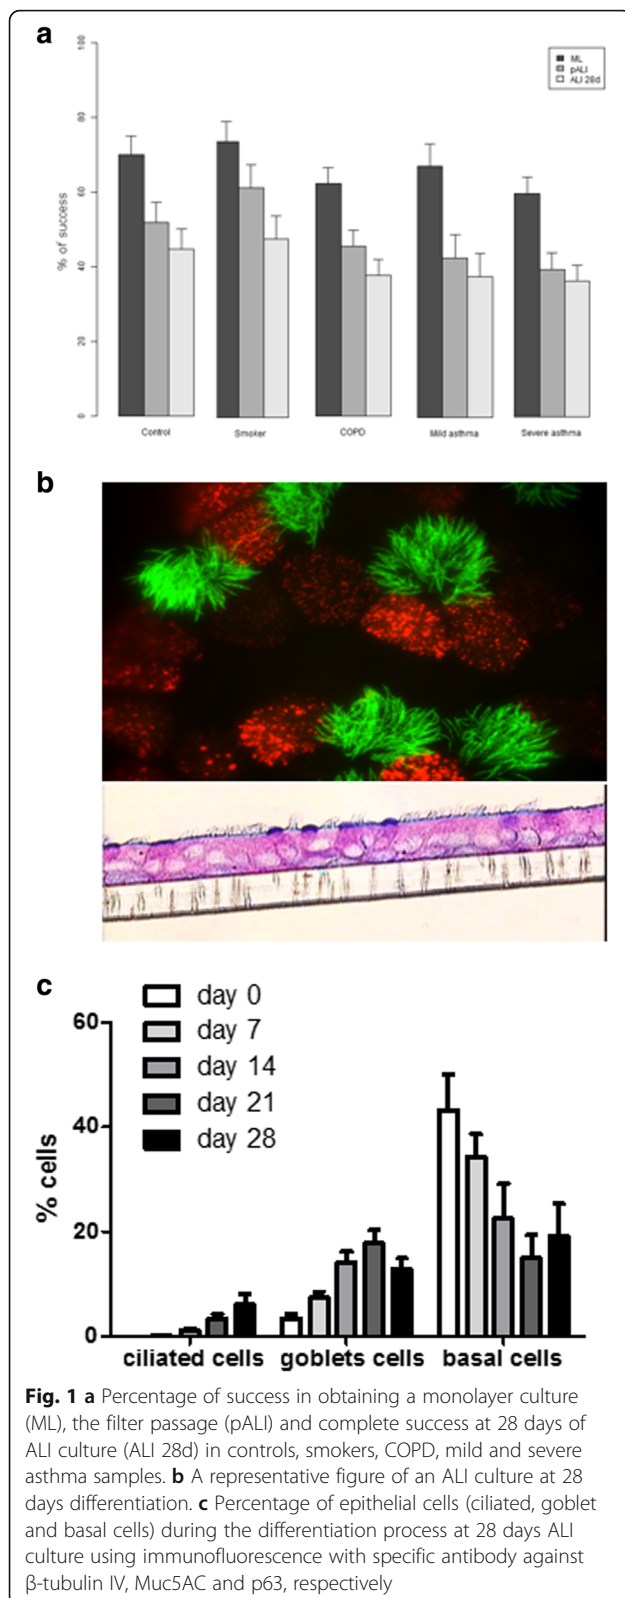 a
100
80
60
40
20
0
% of success
ML
pALI
ALI 28d
Control
Smoker
COPD
Mild asthma
Severe asthma
b
c
day 0
day 7
day 14
day 21
day 28
60
40
20
0
% cells
ciliated cells
goblets cells
basal cells
Fig. 1 a Percentage of success in obtaining a monolayer culture
(ML), the filter passage (pALI) and complete success at 28 days of
ALI culture (ALI 28d) in controls, smokers, COPD, mild and severe
asthma samples. b A representative figure of an ALI culture at 28
days differentiation. c Percentage of epithelial cells (ciliated, goblet
and basal cells) during the differentiation process at 28 days ALI
culture using immunofluorescence with specific antibody against
β-tubulin IV, Muc5AC and p63, respectively